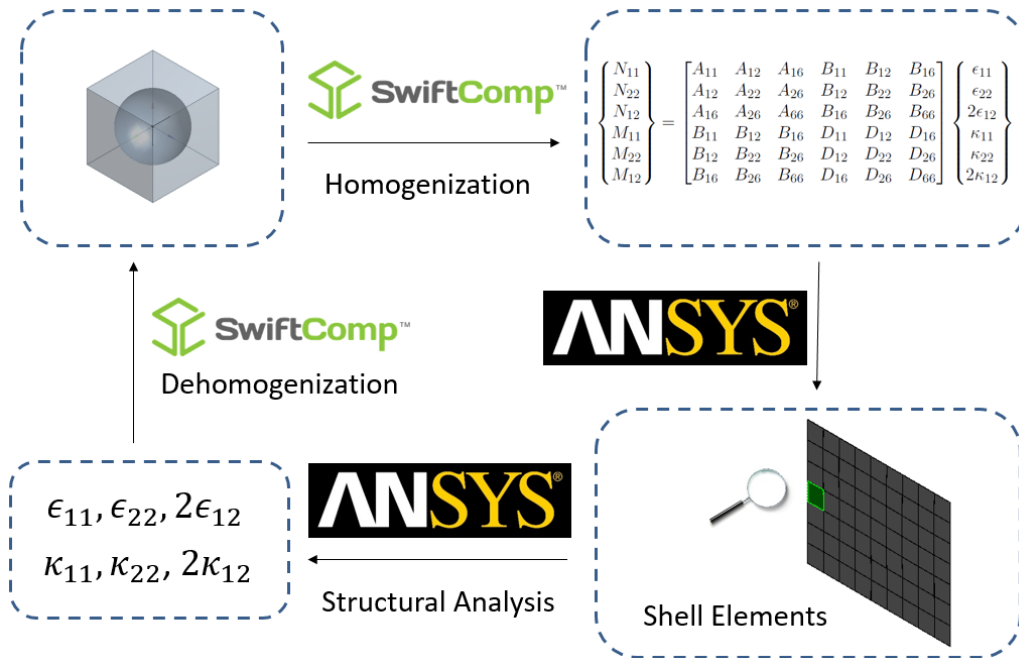 SwiftComp™
Homogenization
{N₁₁} [A₁₁ A₁₂ A₁₆ B₁₁ B₁₂ B₁₆] {ϵ₁₁}
{N₂₂} [A₁₂ A₂₂ A₂₆ B₁₂ B₂₂ B₂₆] {ϵ₂₂}
{N₁₂} = [A₁₆ A₂₆ A₆₆ B₁₆ B₂₆ B₆₆] {2ϵ₁₂}
{M₁₁} [B₁₁ B₁₂ B₁₆ D₁₁ D₁₂ D₁₆] {κ₁₁}
{M₂₂} [B₁₂ B₂₂ B₂₆ D₁₂ D₂₂ D₂₆] {κ₂₂}
{M₁₂} [B₁₆ B₂₆ B₆₆ D₁₆ D₂₆ D₆₆] {2κ₁₂}
ANSYS®
SwiftComp™
Dehomogenization
Shell Elements
ANSYS®
Structural Analysis
ϵ₁₁, ϵ₂₂, 2ϵ₁₂
κ₁₁, κ₂₂, 2κ₁₂